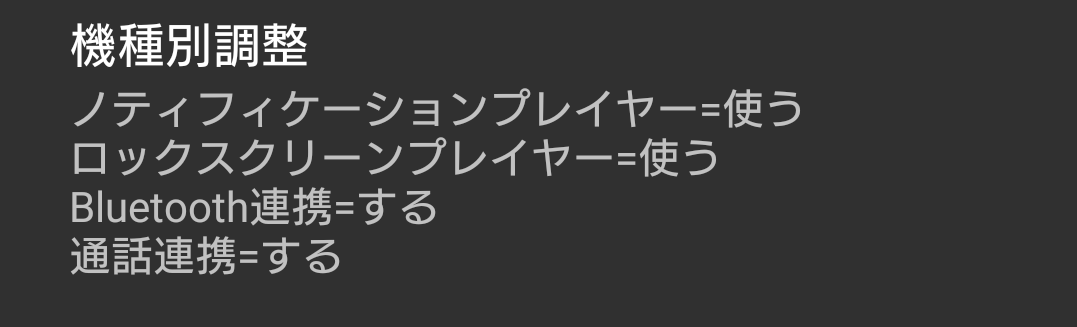 機種別調整
ノティフィケーションプレイヤー=使う
ロックスクリーンプレイヤー=使う
Bluetooth連携=する
通話連携=する